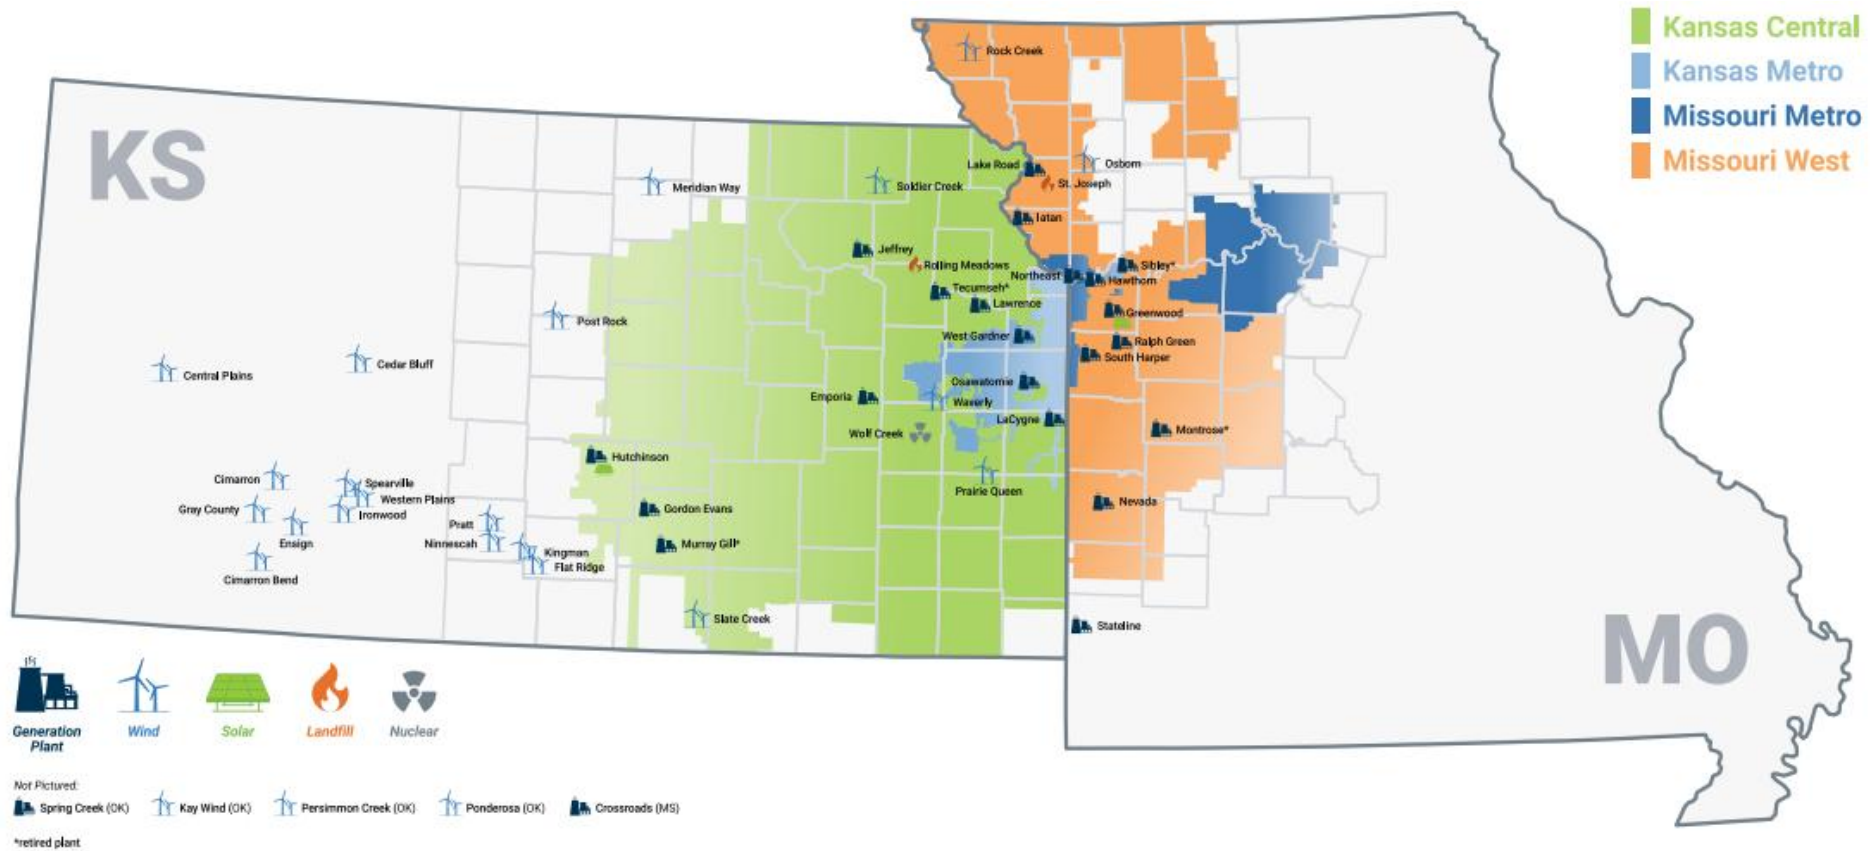 Kansas Central
Kansas Metro
Missouri Metro
Missouri West
KS
MO
Rock Creek
Lake Road
Osborn
St. Joseph
Meridian Way
Soldier Creek
Iatan
Jeffrey
Rolling Meadows
Sibley*
Northeast
Hawthorn
Tecumseh*
Lawrence
Greenwood
Post Rock
West Gardner
Ralph Green
South Harper
Cedar Bluff
Central Plains
Osawatomie
Emporia
Waverly
LaCygne
Wolf Creek
Montrose*
Hutchinson
Cimarron
Spearville
Western Plains
Prairie Queen
Nevada
Gray County
Ironwood
Gordon Evans
Pratt
Ensign
Ninnescah
Murray Gill*
Kingman
Flat Ridge
Cimarron Bend
Slate Creek
Stateline
Generation
Plant
Wind
Solar
Landfill
Nuclear
Not Pictured:
Spring Creek (OK)
Kay Wind (OK)
Persimmon Creek (OK)
Ponderosa (OK)
Crossroads (MS)
*retired plant